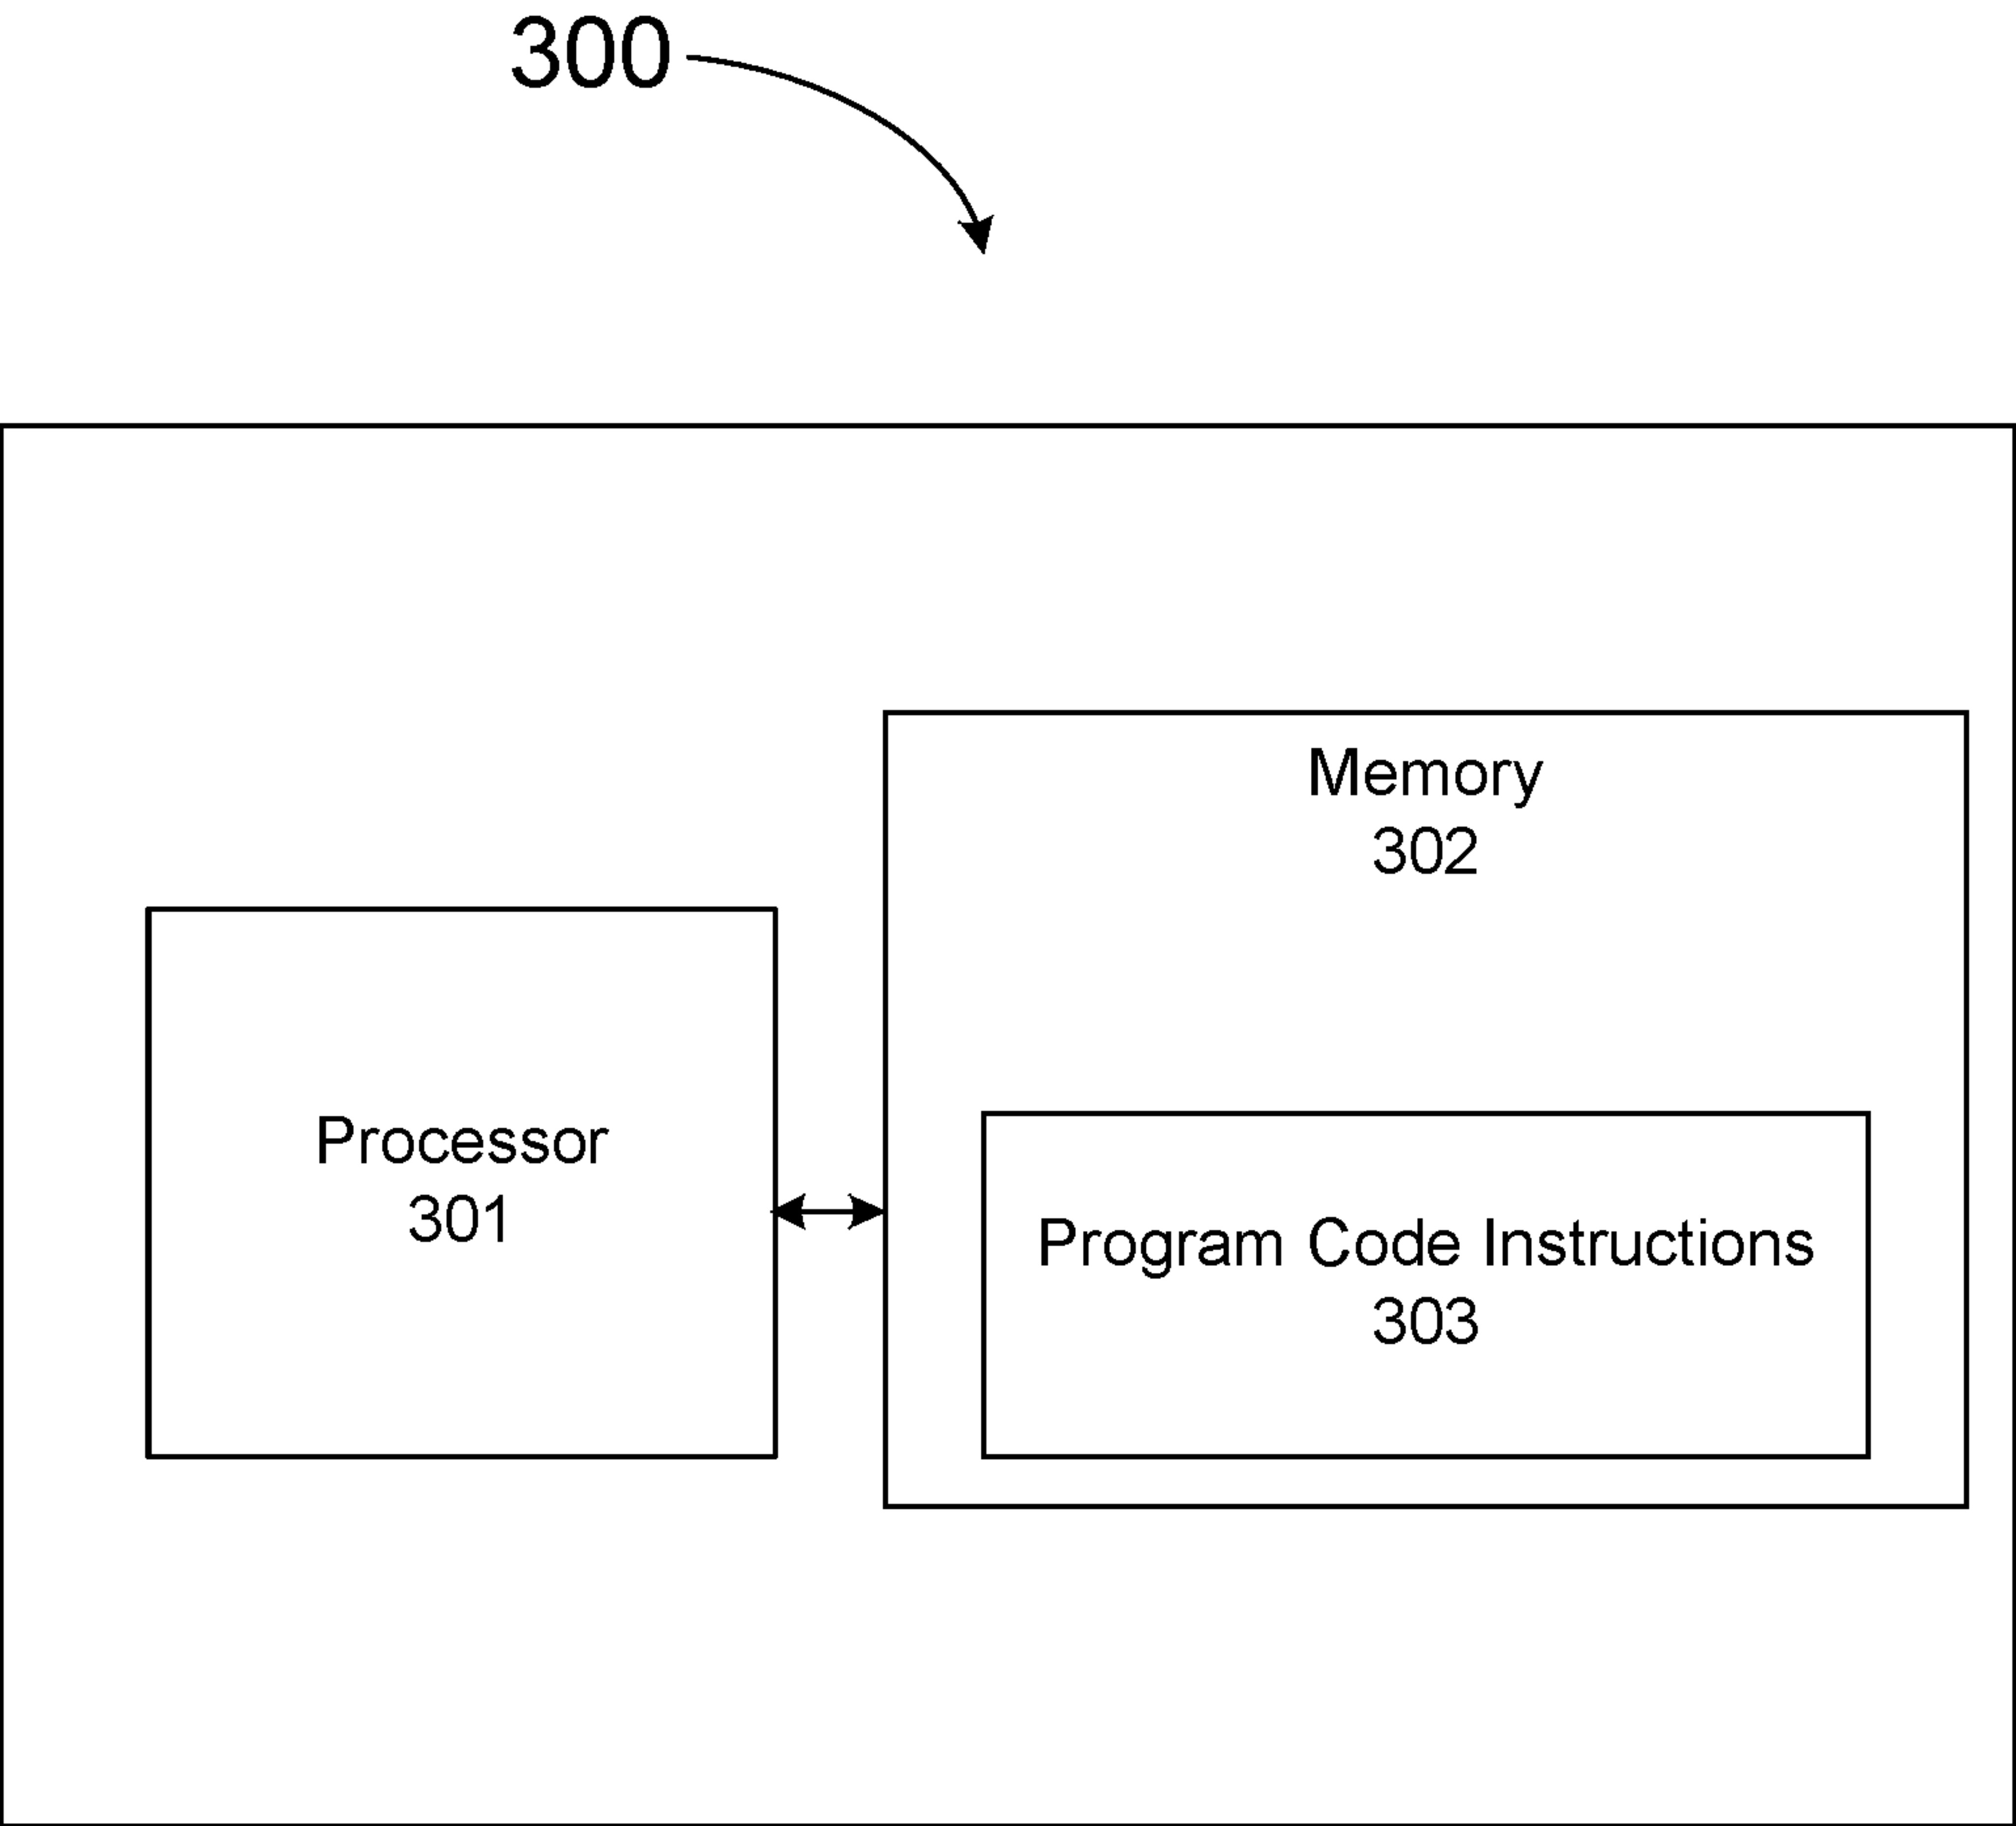 300
Memory
302
Processor
301
Program Code Instructions
303